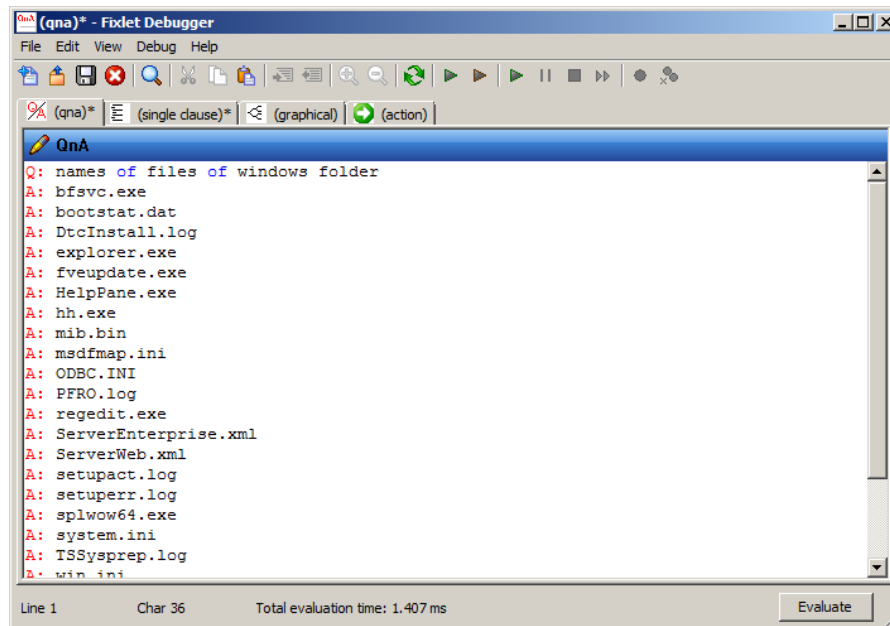 QnA (qna)* - Fixlet Debugger
File Edit View Debug Help
(qna)* (single clause)* (graphical) (action)
QnA
Q: names of files of windows folder
A: bfsvc.exe
A: bootstat.dat
A: DtcInstall.log
A: explorer.exe
A: fveupdate.exe
A: HelpPane.exe
A: hh.exe
A: mib.bin
A: msdfmap.ini
A: ODBC.INI
A: PFRO.log
A: regedit.exe
A: ServerEnterprise.xml
A: ServerWeb.xml
A: setupact.log
A: setuperr.log
A: splwow64.exe
A: system.ini
A: TSSysprep.log
A: win.ini
Line 1 Char 36 Total evaluation time: 1.407 ms Evaluate